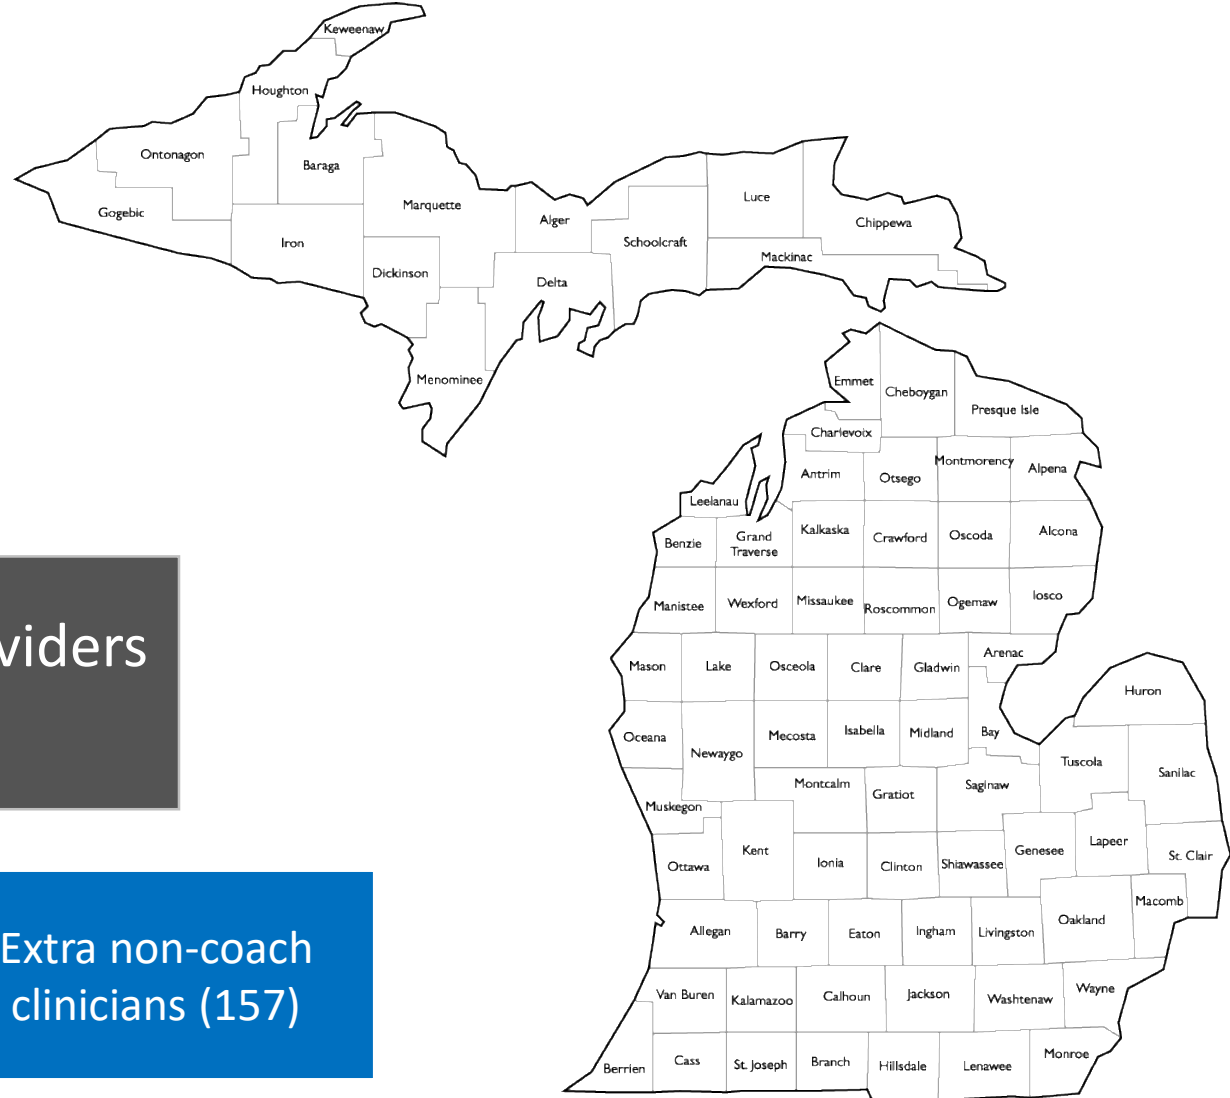 Keweenaw
Houghton
Ontonagon
Baraga
Gogebic
Marquette
Iron
Dickinson
Alger
Luce
Chippewa
Schoolcraft
Mackinac
Delta
Menominee
Emmet
Cheboygan
Presque Isle
Charlevoix
Antrim
Otsego
Montmorency
Alpena
Leelanau
Benzie
Grand
Traverse
Kalkaska
Crawford
Oscoda
Alcona
Manistee
Wexford
Missaukee
Roscommon
Ogemaw
Iosco
viders
Mason
Lake
Osceola
Clare
Gladwin
Arenac
Huron
Oceana
Newaygo
Mecosta
Isabella
Midland
Bay
Tuscola
Sanilac
Muskegon
Montcalm
Gratiot
Saginaw
Ottawa
Kent
Ionia
Clinton
Shiawassee
Genesee
Lapeer
St. Clair
Extra non-coach
clinicians (157)
Allegan
Barry
Eaton
Ingham
Livingston
Oakland
Macomb
Van Buren
Kalamazoo
Calhoun
Jackson
Washtenaw
Wayne
Berrien
Cass
St. Joseph
Branch
Hillsdale
Lenawee
Monroe